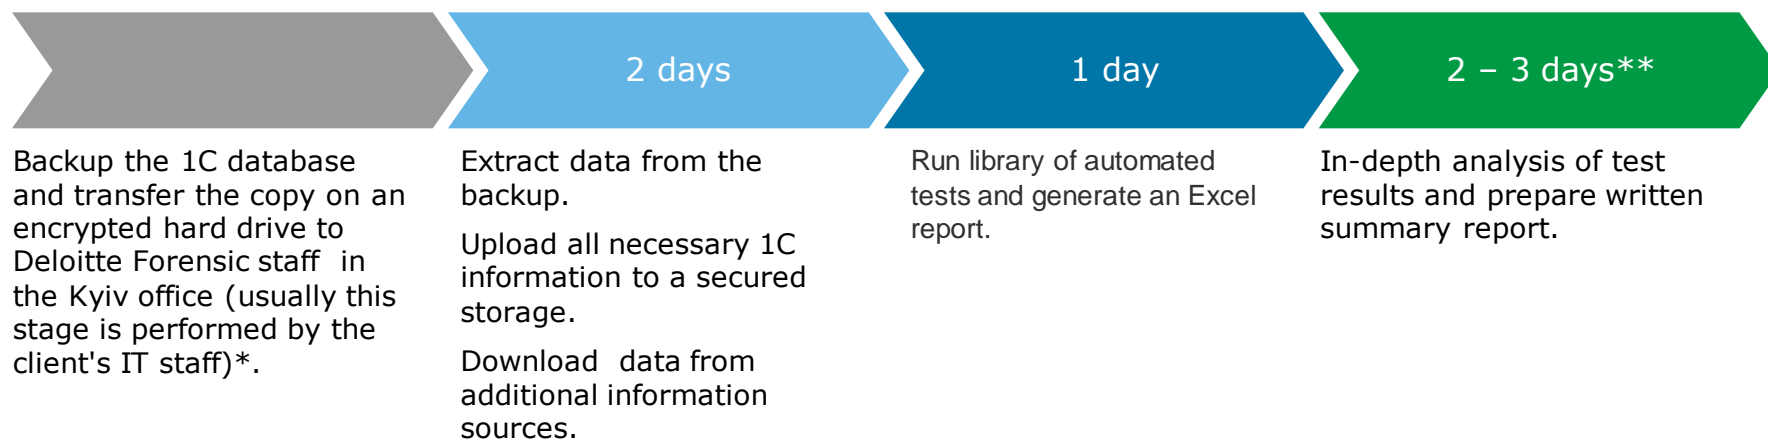 2 days
1 day
2 – 3 days**
Backup the 1C database
and transfer the copy on an
encrypted hard drive to
Deloitte Forensic staff  in
the Kyiv office (usually this
stage is performed by the
client's IT staff)*.
Extract data from the
backup.
Upload all necessary 1C
information to a secured
storage.
Download  data from
additional information
sources.
Run library of automated
tests and generate an Excel
report.
In-depth analysis of test
results and prepare written
summary report.